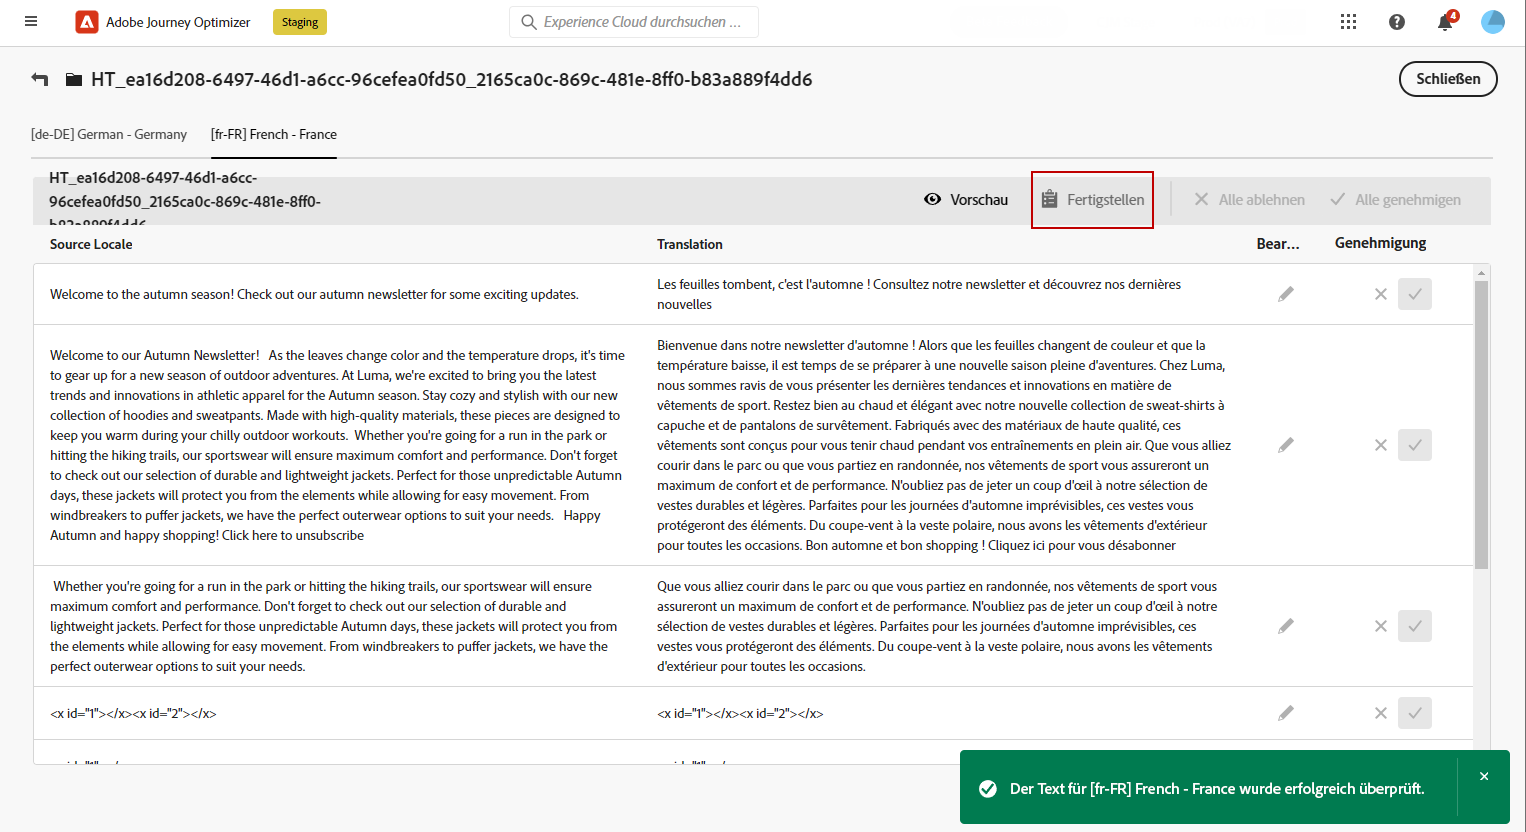 Adobe Journey Optimizer
Staging
Experience Cloud durchsuchen ...
4
HT_ea16d208-6497-46d1-a6cc-96cefea0fd50_2165ca0c-869c-481e-8ff0-b83a889f4dd6
Schließen
[de-DE] German - Germany
[fr-FR] French - France
HT_ea16d208-6497-46d1-a6cc-
96cefea0fd50_2165ca0c-869c-481e-8ff0-
b83a889f4dd6
Vorschau
Fertigstellen
Alle ablehnen
Alle genehmigen
Source Locale
Translation
Bear...
Genehmigung
Welcome to the autumn season! Check out our autumn newsletter for some exciting updates.
Les feuilles tombent, c'est l'automne ! Consultez notre newsletter et découvrez nos dernières
nouvelles
Welcome to our Autumn Newsletter!   As the leaves change color and the temperature drops, it's time
to gear up for a new season of outdoor adventures. At Luma, we're excited to bring you the latest
trends and innovations in athletic apparel for the Autumn season. Stay cozy and stylish with our new
collection of hoodies and sweatpants. Made with high-quality materials, these pieces are designed to
keep you warm during your chilly outdoor workouts.  Whether you're going for a run in the park or
hitting the hiking trails, our sportswear will ensure maximum comfort and performance. Don't forget
to check out our selection of durable and lightweight jackets. Perfect for those unpredictable Autumn
days, these jackets will protect you from the elements while allowing for easy movement. From
windbreakers to puffer jackets, we have the perfect outerwear options to suit your needs.   Happy
Autumn and happy shopping! Click here to unsubscribe
Bienvenue dans notre newsletter d'automne ! Alors que les feuilles changent de couleur et que la
température baisse, il est temps de se préparer à une nouvelle saison pleine d'aventures. Chez Luma,
nous sommes ravis de vous présenter les dernières tendances et innovations en matière de
vêtements de sport. Restez bien au chaud et élégant avec notre nouvelle collection de sweat-shirts à
capuche et de pantalons de survêtement. Fabriqués avec des matériaux de haute qualité, ces
vêtements sont conçus pour vous tenir chaud pendant vos entraînements en plein air. Que vous alliez
courir dans le parc ou que vous partiez en randonnée, nos vêtements de sport vous assureront un
maximum de confort et de performance. N'oubliez pas de jeter un coup d'œil à notre sélection de
vestes durables et légères. Parfaites pour les journées d'automne imprévisibles, ces vestes vous
protégeront des éléments. Du coupe-vent à la veste polaire, nous avons les vêtements d'extérieur
pour toutes les occasions. Bon automne et bon shopping ! Cliquez ici pour vous désabonner
Whether you're going for a run in the park or hitting the hiking trails, our sportswear will ensure
maximum comfort and performance. Don't forget to check out our selection of durable and
lightweight jackets. Perfect for those unpredictable Autumn days, these jackets will protect you from
the elements while allowing for easy movement. From windbreakers to puffer jackets, we have the
perfect outerwear options to suit your needs.
Que vous alliez courir dans le parc ou que vous partiez en randonnée, nos vêtements de sport vous
assureront un maximum de confort et de performance. N'oubliez pas de jeter un coup d'œil à notre
sélection de vestes durables et légères. Parfaites pour les journées d'automne imprévisibles, ces
vestes vous protégeront des éléments. Du coupe-vent à la veste polaire, nous avons les vêtements
d'extérieur pour toutes les occasions.
<x id="1"></x><x id="2"></x>
<x id="1"></x><x id="2"></x>
Der Text für [fr-FR] French - France wurde erfolgreich überprüft.